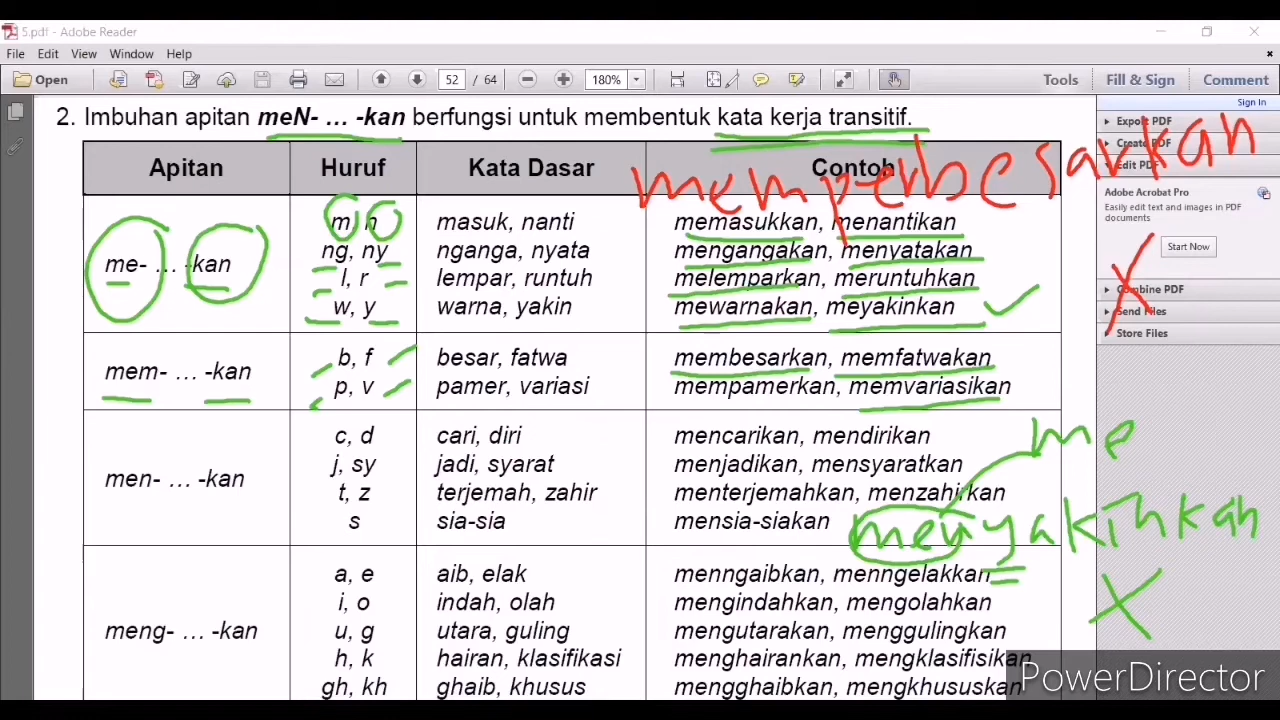 5.pdf - Adobe Reader
File Edit View Window Help
Open 52 / 64 180% Tools Fill & Sign Comment
Sign In
2. Imbuhan apitan meN- … -kan berfungsi untuk membentuk kata kerja transitif.
Apitan Huruf Kata Dasar Contoh
memperbesarkan
me- … -kan
m, n masuk, nanti memasukkan, menantikan
ng, ny nganga, nyata mengangakan, menyatakan
l, r lempar, runtuh melemparkan, meruntuhkan
w, y warna, yakin mewarnakan, meyakinkan
mem- … -kan
b, f besar, fatwa membesarkan, memfatwakan
p, v pamer, variasi mempamerkan, memvariasikan
men- … -kan
c, d cari, diri mencarikan, mendirikan
j, sy jadi, syarat menjadikan, mensyaratkan
t, z terjemah, zahir menterjemahkan, menzahirkan
s sia-sia mensia-siakan
me
menyakinkan
X
meng- … -kan
a, e aib, elak menngaibkan, menngelakkan
i, o indah, olah mengindahkan, mengolahkan
u, g utara, guling mengutarakan, menggulingkan
h, k hairan, klasifikasi menghairankan, mengklasifisikan
gh, kh ghaib, khusus mengghaibkan, mengkhususkan
Export PDF
Create PDF
Edit PDF
Adobe Acrobat Pro
Easily edit text and images in PDF
documents
Start Now
X
Combine PDF
Send Files
Store Files
PowerDirector